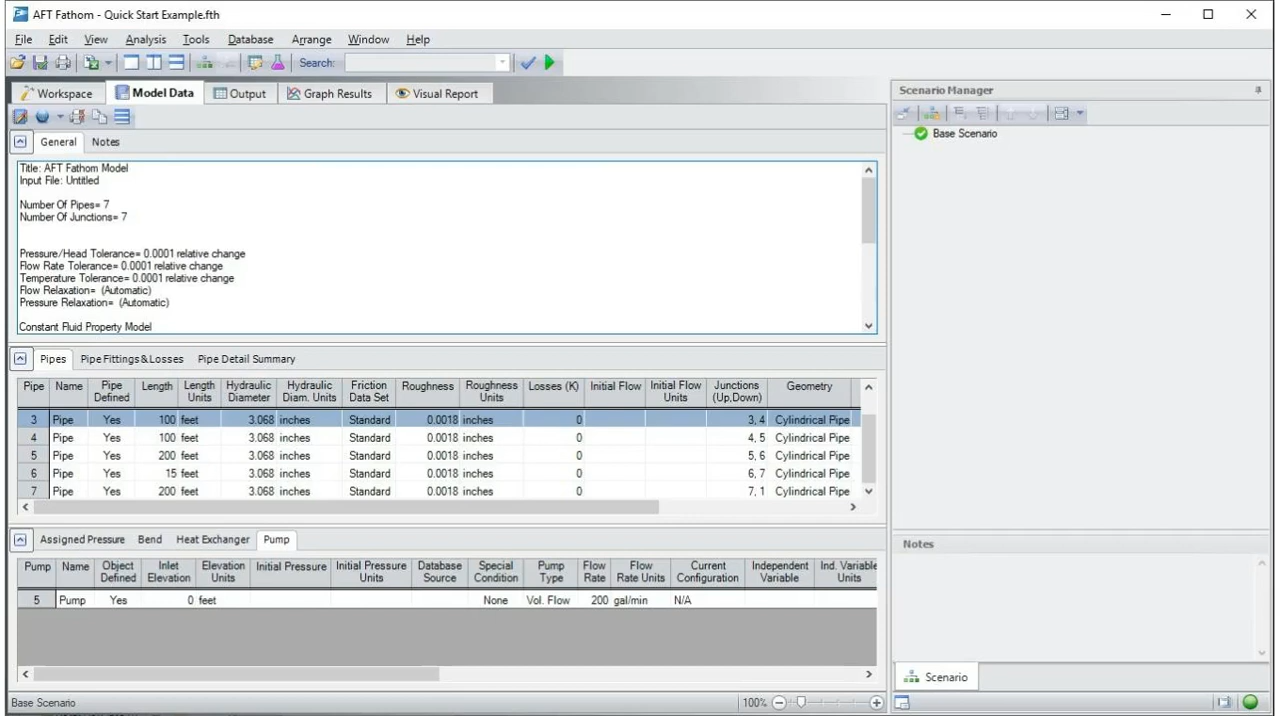 AFT Fathom - Quick Start Example.fth
File Edit View Analysis Tools Database Arrange Window Help
Search:
Workspace Model Data Output Graph Results Visual Report
General Notes
Title: AFT Fathom Model
Input File: Untitled
Number Of Pipes= 7
Number Of Junctions= 7
Pressure/Head Tolerance= 0.0001 relative change
Flow Rate Tolerance= 0.0001 relative change
Temperature Tolerance= 0.0001 relative change
Flow Relaxation= (Automatic)
Pressure Relaxation= (Automatic)
Constant Fluid Property Model
Pipes Pipe Fittings & Losses Pipe Detail Summary
Pipe Name Pipe Defined Length Length Units Hydraulic Diameter Hydraulic Diam. Units Friction Data Set Roughness Roughness Units Losses (K) Initial Flow Initial Flow Units Junctions (Up,Down) Geometry
3 Pipe Yes 100 feet 3.068 inches Standard 0.0018 inches 0 3, 4 Cylindrical Pipe
4 Pipe Yes 100 feet 3.068 inches Standard 0.0018 inches 0 4, 5 Cylindrical Pipe
5 Pipe Yes 200 feet 3.068 inches Standard 0.0018 inches 0 5, 6 Cylindrical Pipe
6 Pipe Yes 15 feet 3.068 inches Standard 0.0018 inches 0 6, 7 Cylindrical Pipe
7 Pipe Yes 200 feet 3.068 inches Standard 0.0018 inches 0 7, 1 Cylindrical Pipe
Assigned Pressure Bend Heat Exchanger Pump
Pump Name Object Defined Inlet Elevation Elevation Units Initial Pressure Initial Pressure Units Database Source Special Condition Pump Type Flow Rate Flow Rate Units Current Configuration Independent Variable Ind. Variable Units
5 Pump Yes 0 feet None Vol. Flow 200 gal/min N/A
Base Scenario 100%
Scenario Manager
Base Scenario
Notes
Scenario